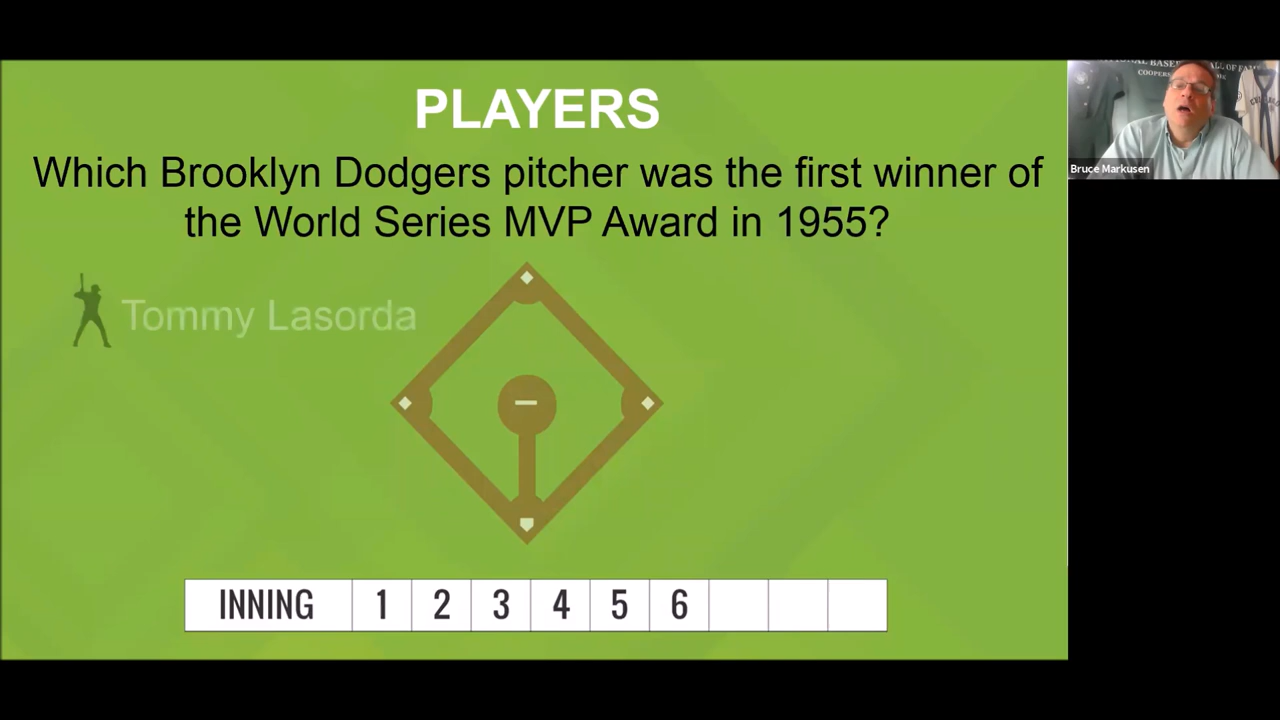 PLAYERS
Which Brooklyn Dodgers pitcher was the first winner of
the World Series MVP Award in 1955?
Tommy Lasorda
INNING 1 2 3 4 5 6
Bruce Markusen